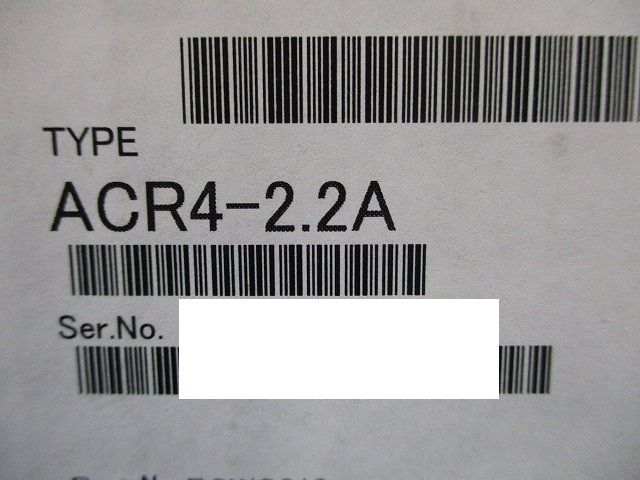 TYPE
ACR4-2.2A
Ser.No.